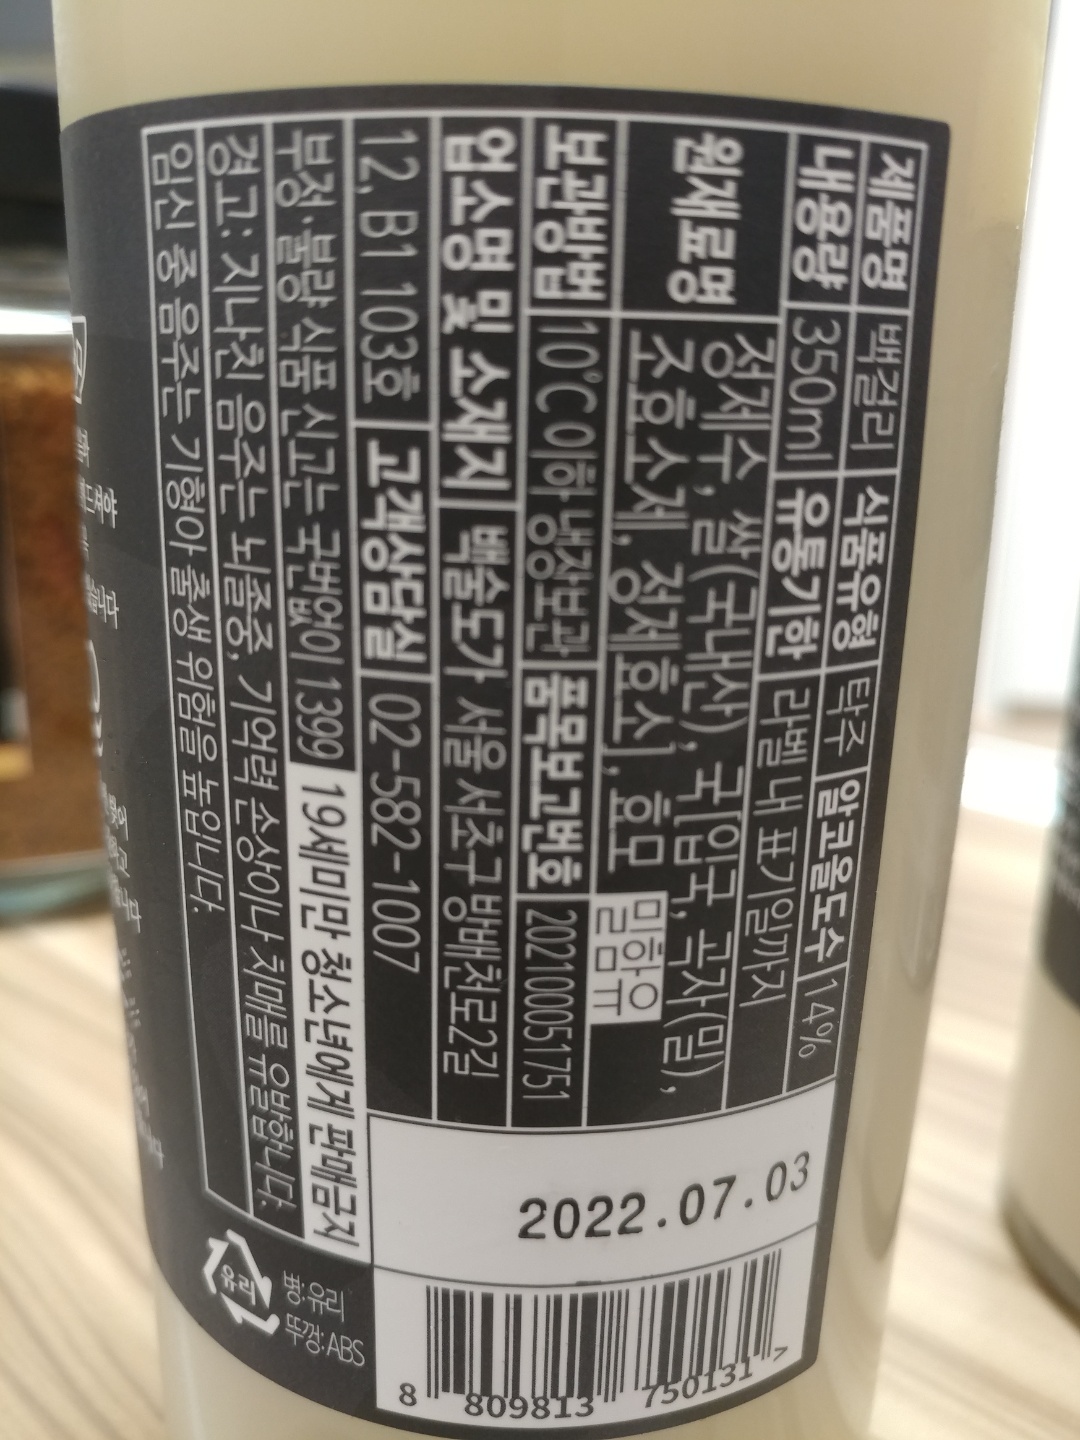 제품명 백걸리 식품유형 탁주 알코올도수 14%
내용량 350ml 유통기한 라벨 내 표기일까지
원재료명 정제수, 쌀(국내산), 국[입국, 곡자(밀),
조효소제, 정제효소], 효모 밀 함유
보관방법 10℃ 이하 냉장보관 품목보고번호 20210005175 1
업소명 및 소재지 백술도가 서울 서초구 방배천로2길
12, B1 103호 고객상담실 02-582-1007
부정·불량식품 신고는 국번없이 1399 19세미만 청소년에게 판매금지
경고: 지나친 음주는 뇌졸중, 기억력 손상이나 치매를 유발합니다.
임신 중 음주는 기형아 출생 위험을 높입니다.
유리
병:유리
뚜껑:ABS
2022.07.03
8 809813 750131 >